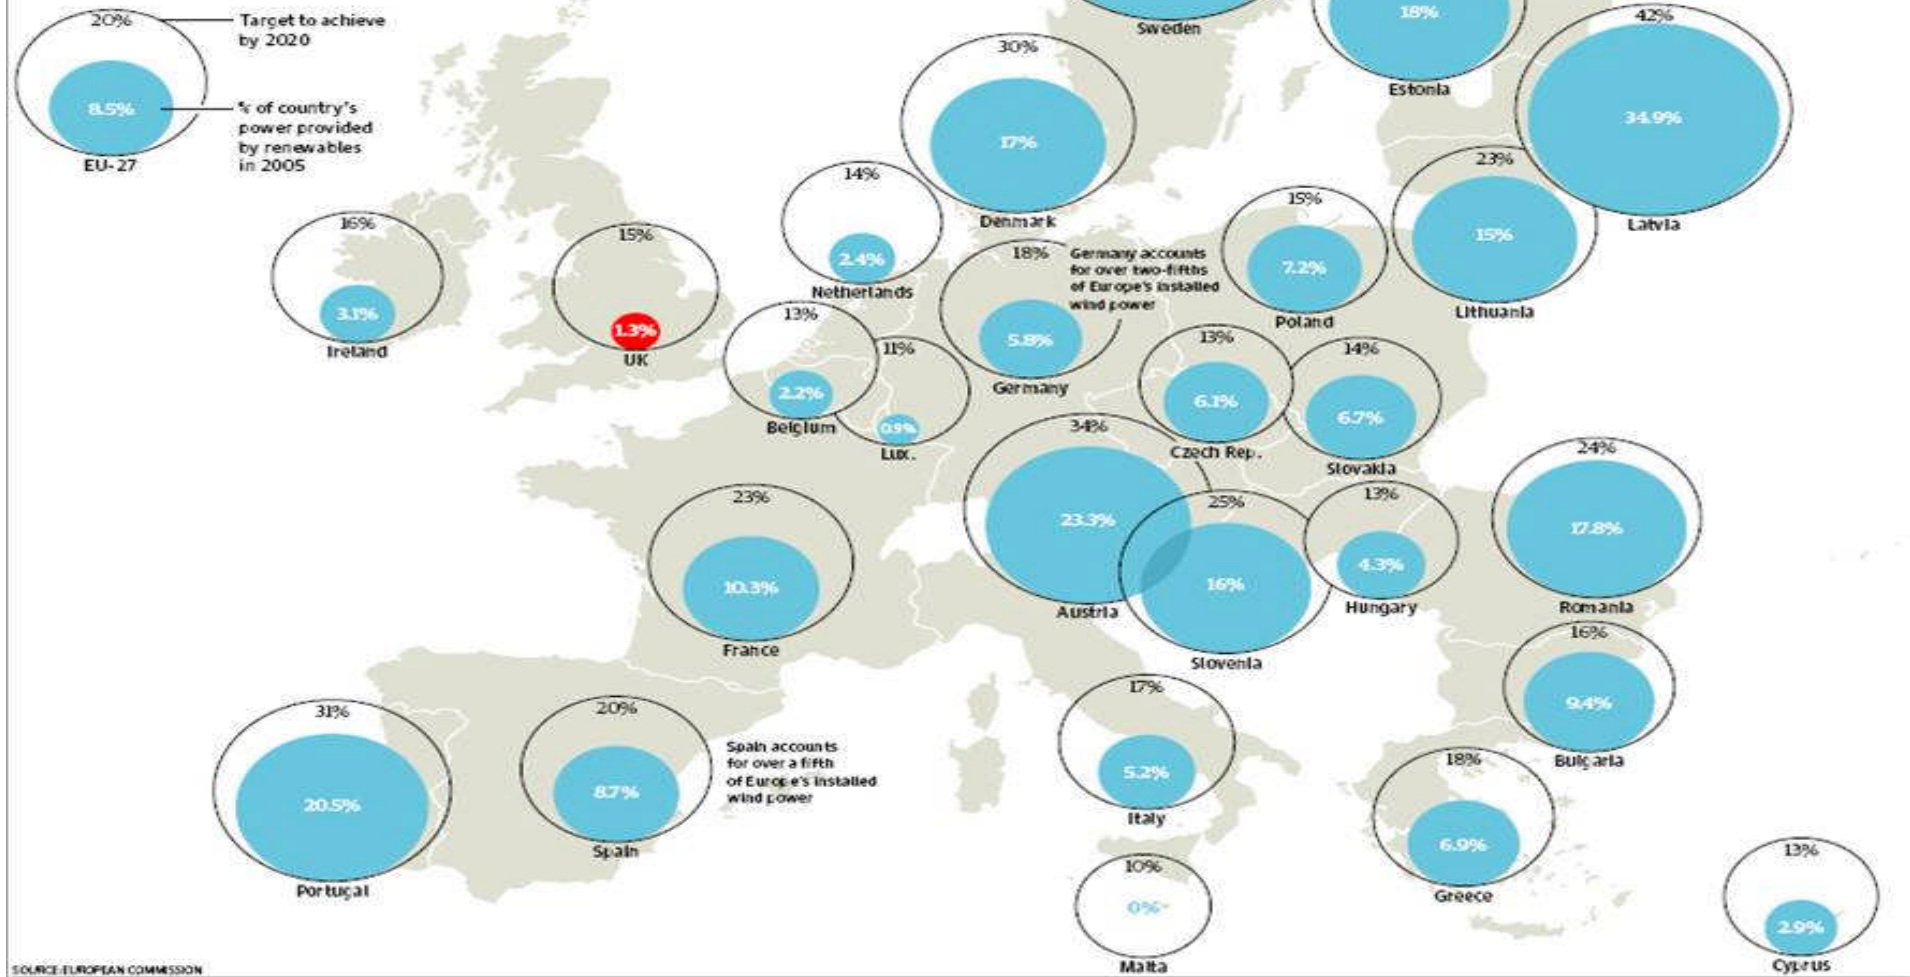 20%
Target to achieve
by 2020
8.5%
% of country's
power provided
by renewables
in 2005
EU-27
Sweden
18%
Estonia
42%
34.9%
Latvia
30%
17%
Denmark
23%
15%
Lithuania
14%
2.4%
Netherlands
15%
7.2%
Poland
16%
3.1%
Ireland
15%
1.3%
UK
18%
5.8%
Germany
Germany accounts
for over two-fifths
of Europe's installed
wind power
13%
2.2%
Belgium
11%
0.9%
Lux.
13%
6.1%
Czech Rep.
14%
6.7%
Slovakia
34%
23.3%
Austria
25%
16%
Slovenia
13%
4.3%
Hungary
24%
17.8%
Romania
23%
10.3%
France
16%
9.4%
Bulgaria
31%
20.5%
Portugal
20%
8.7%
Spain
Spain accounts
for over a fifth
of Europe's installed
wind power
17%
5.2%
Italy
18%
6.9%
Greece
10%
0%
Malta
13%
2.9%
Cyprus
SOURCE:EUROPEAN COMMISSION